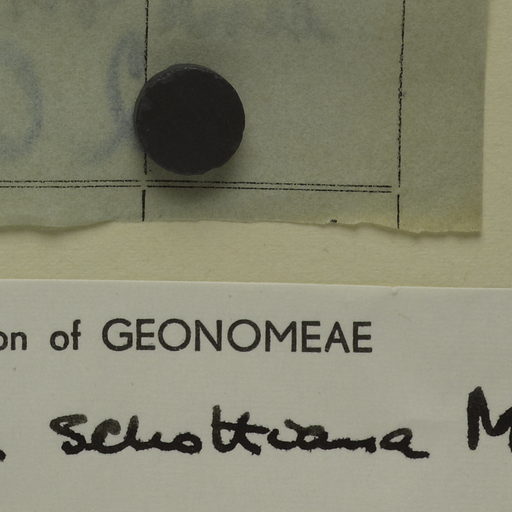 on of GEONOMEAE
. schottiana M